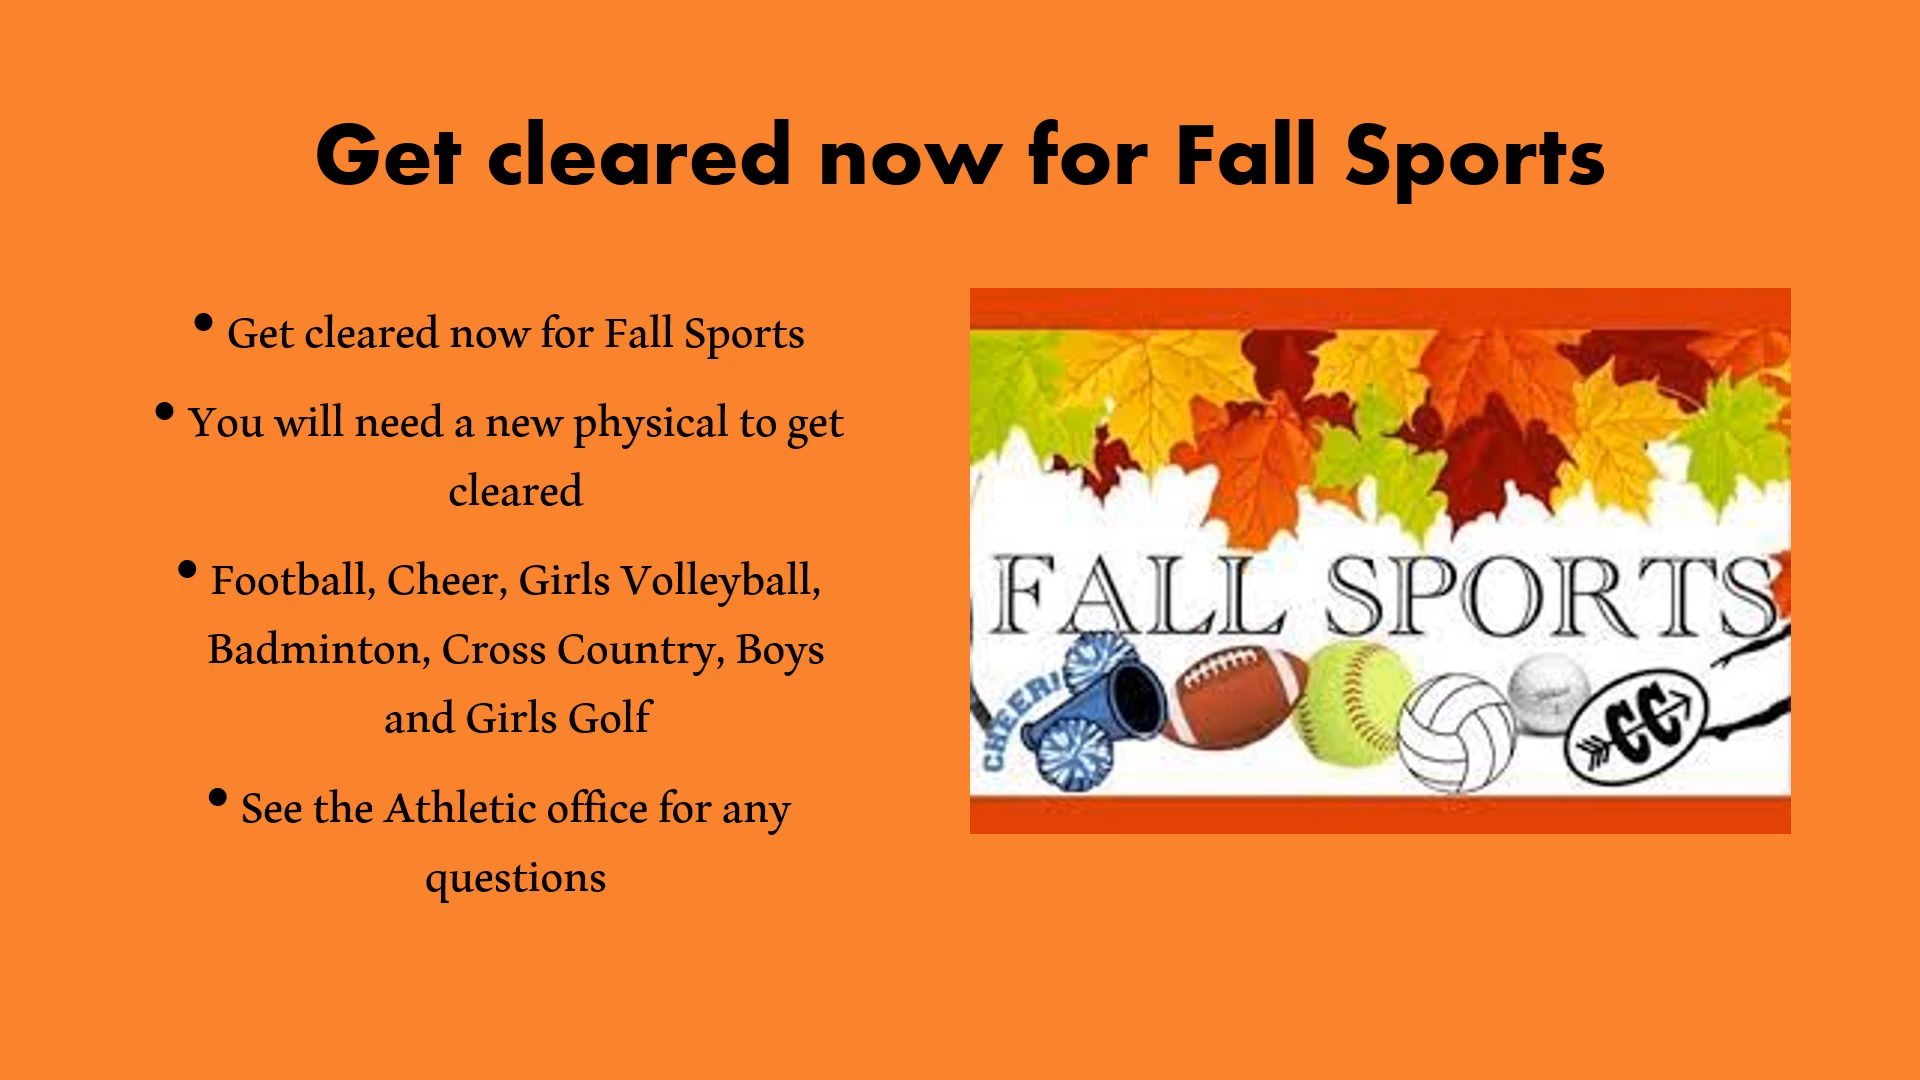 Get cleared now for Fall Sports
• Get cleared now for Fall Sports
• You will need a new physical to get
cleared
• Football, Cheer, Girls Volleyball,
Badminton, Cross Country, Boys
and Girls Golf
• See the Athletic office for any
questions
FALL SPORTS
CHEER!
CC